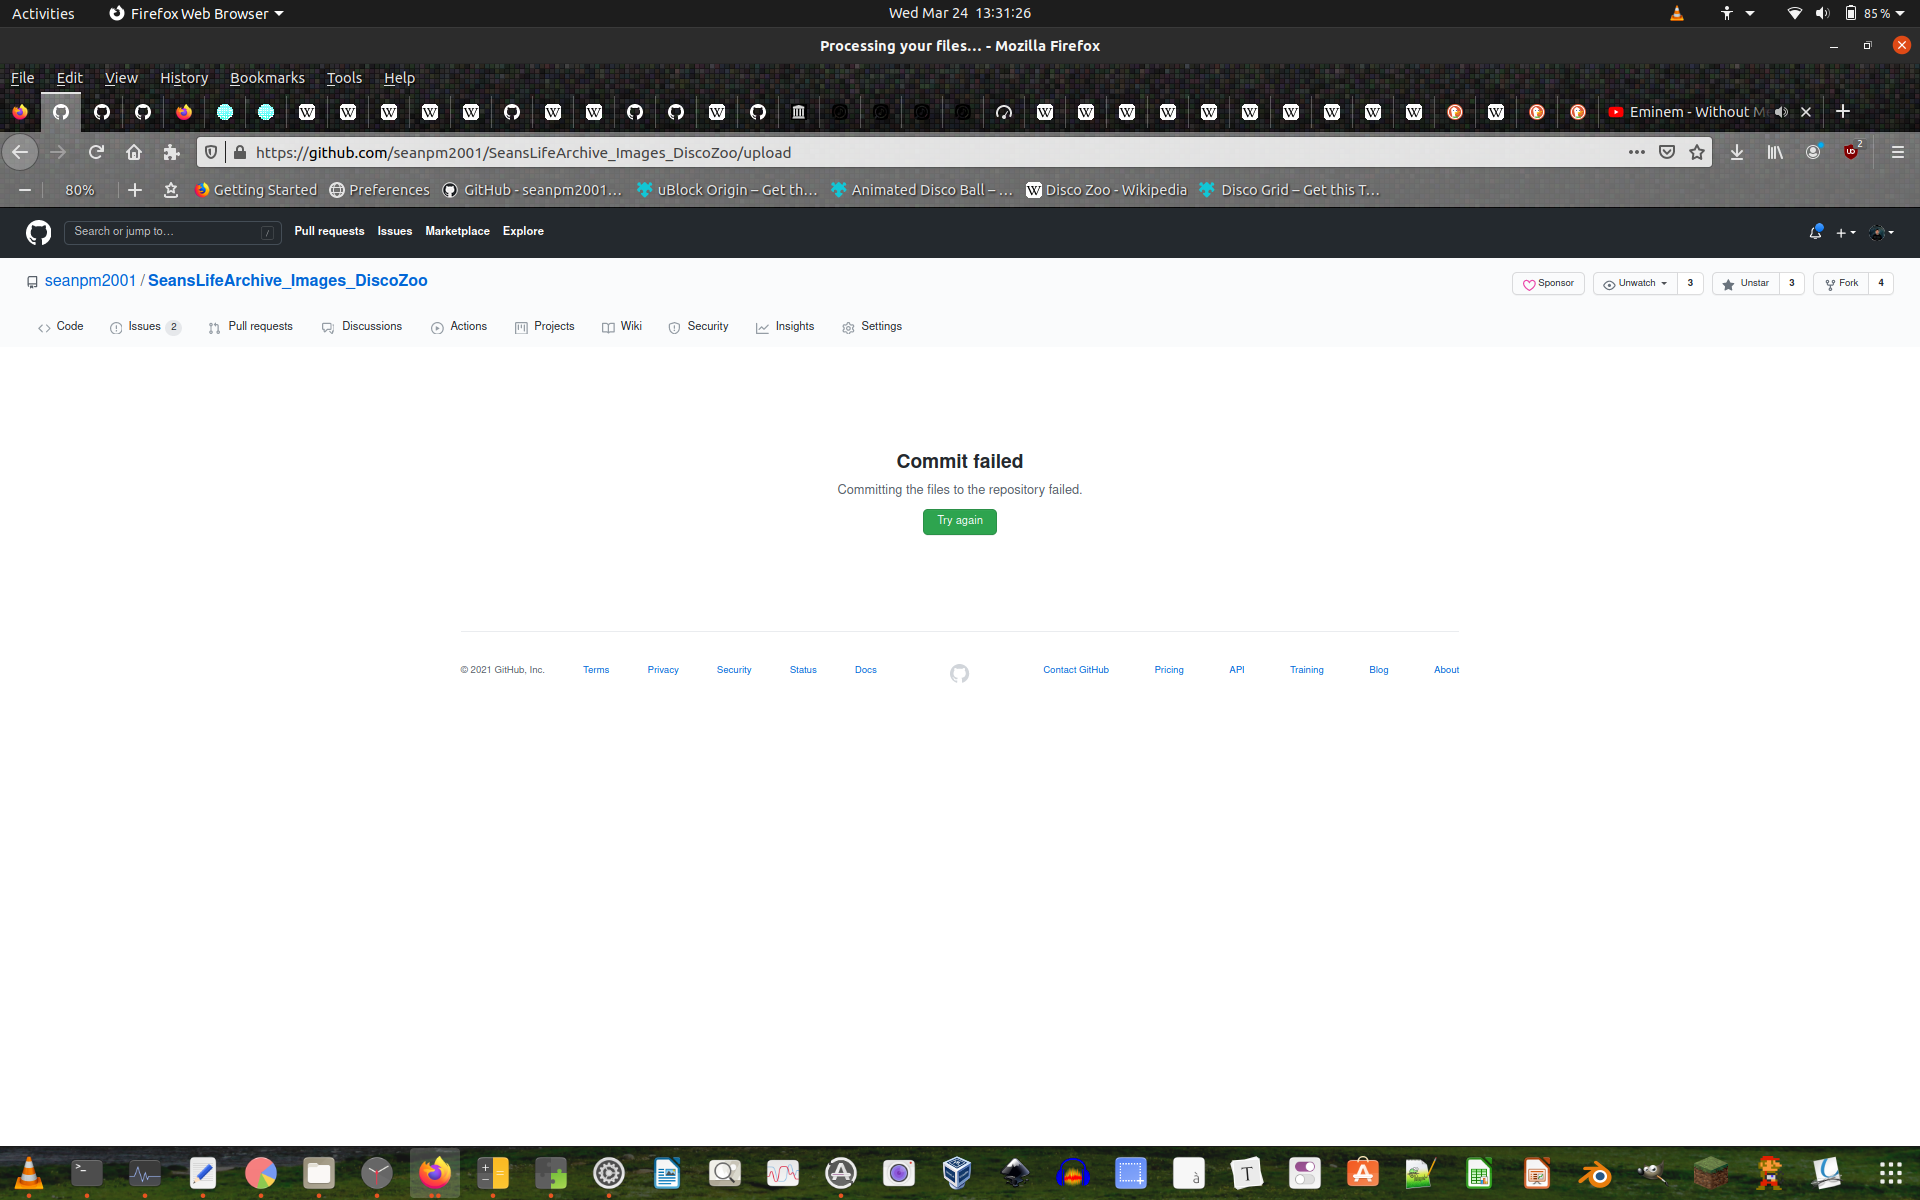 Activities Firefox Web Browser Wed Mar 24 13:31:26 85 %
Processing your files… - Mozilla Firefox
File Edit View History Bookmarks Tools Help
Eminem - Without M
https://github.com/seanpm2001/SeansLifeArchive_Images_DiscoZoo/upload 2
80% Getting Started Preferences GitHub - seanpm2001… uBlock Origin – Get th… Animated Disco Ball – … Disco Zoo - Wikipedia Disco Grid – Get this T…
Search or jump to… / Pull requests Issues Marketplace Explore
seanpm2001 / SeansLifeArchive_Images_DiscoZoo Sponsor Unwatch 3 Unstar 3 Fork 4
Code Issues 2 Pull requests Discussions Actions Projects Wiki Security Insights Settings
Commit failed
Committing the files to the repository failed.
Try again
© 2021 GitHub, Inc. Terms Privacy Security Status Docs Contact GitHub Pricing API Training Blog About